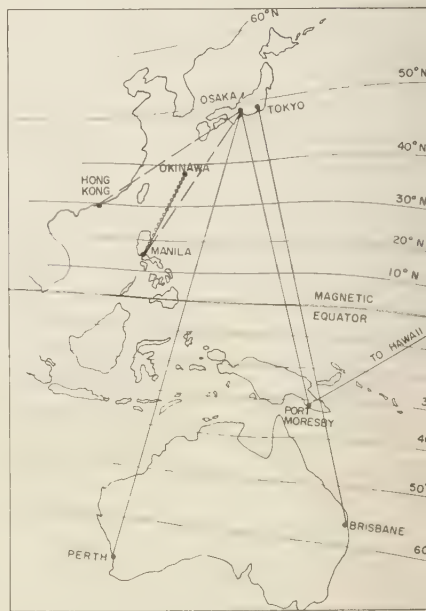 60°N
50°N
OSAKA
TOKYO
40°N
OKINAWA
HONG
KONG
30°N
20°N
MANILA
10°N
MAGNETIC
EQUATOR
TO HAWAII
PORT
MORESBY
3
40
50°
BRISBANE
PERTH
60